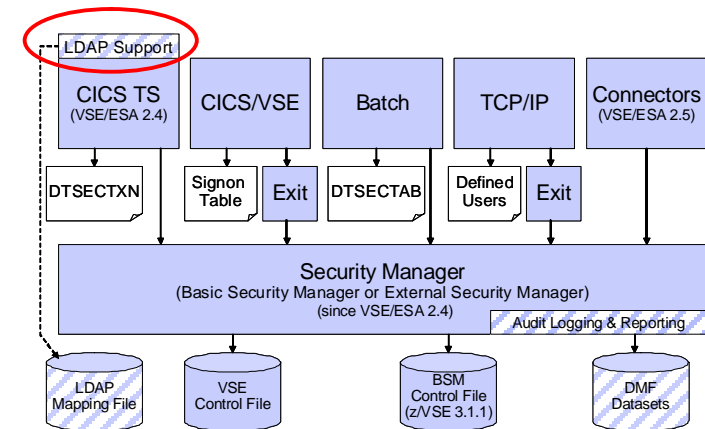 LDAP Support
CICS TS
(VSE/ESA 2.4)
CICS/VSE
Batch
TCP/IP
Connectors
(VSE/ESA 2.5)
DTSECTXN
Signon
Table
Exit
DTSECTAB
Defined
Users
Exit
Security Manager
(Basic Security Manager or External Security Manager)
(since VSE/ESA 2.4)
Audit Logging & Reporting
LDAP
Mapping File
VSE
Control File
BSM
Control File
(z/VSE 3.1.1)
DMF
Datasets